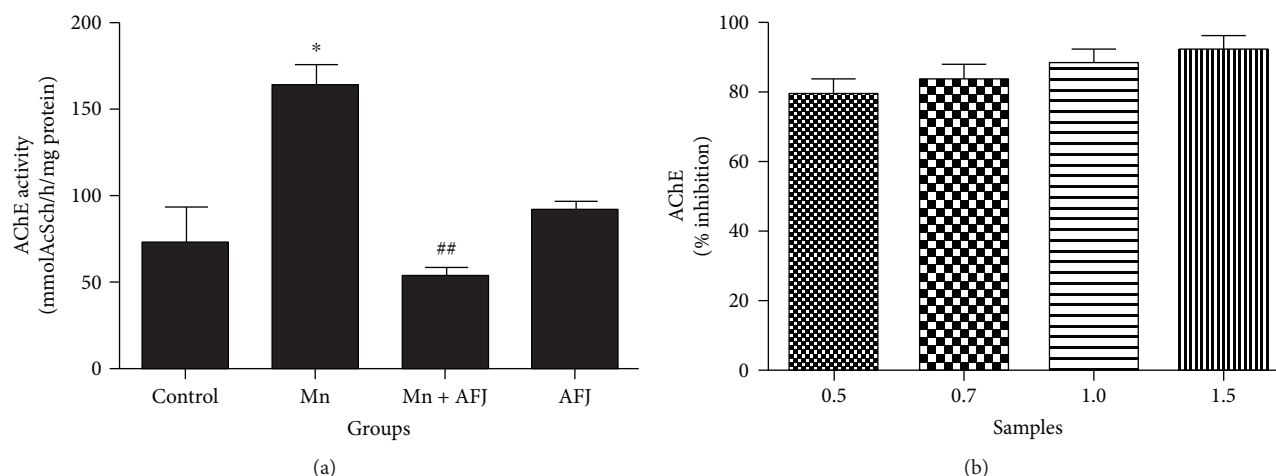 AChE activity
(mmolAcSch/h/mg protein)
200
150
100
50
0
*
##
Control
Mn
Mn + AFJ
AFJ
Groups
(a)
AChE
(% inhibition)
100
80
60
40
20
0
0.5
0.7
1.0
1.5
Samples
(b)